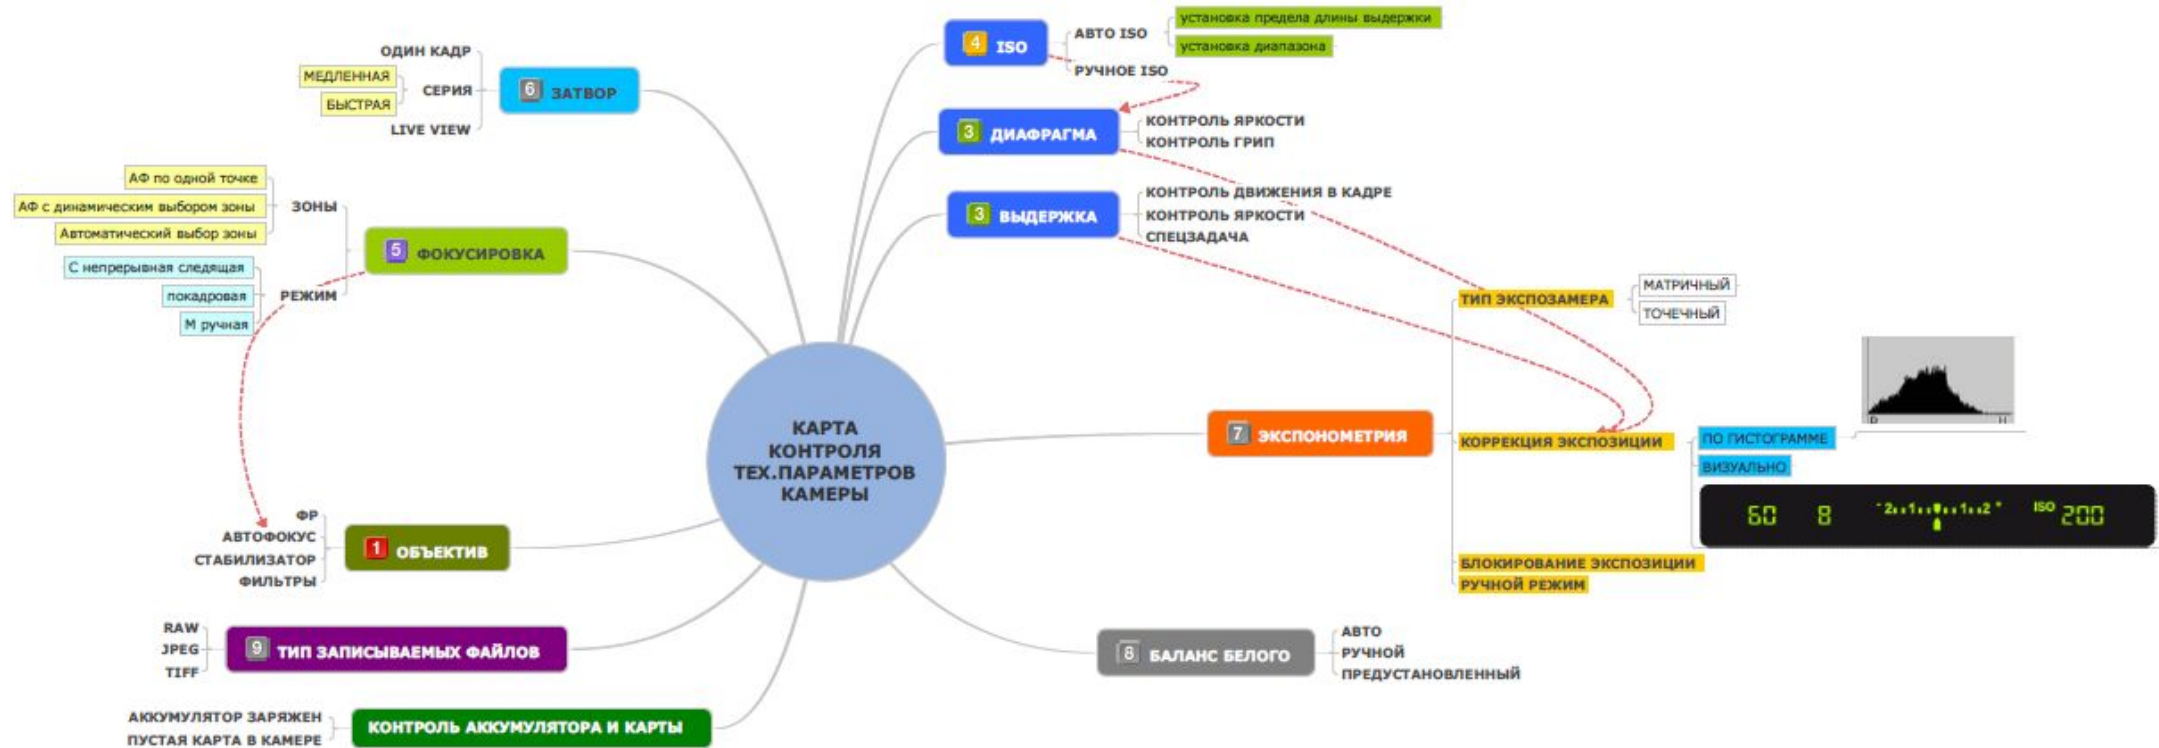 ОДИН КАДР
МЕДЛЕННАЯ
БЫСТРАЯ
СЕРИЯ
LIVE VIEW
6 ЗАТВОР
АФ по одной точке
АФ с динамическим выбором зоны
Автоматический выбор зоны
ЗОНЫ
С непрерывная следящая
покадровая
М ручная
РЕЖИМ
5 ФОКУСИРОВКА
ФР
АВТОФОКУС
СТАБИЛИЗАТОР
ФИЛЬТРЫ
1 ОБЪЕКТИВ
RAW
JPEG
TIFF
9 ТИП ЗАПИСЫВАЕМЫХ ФАЙЛОВ
АККУМУЛЯТОР ЗАРЯЖЕН
ПУСТАЯ КАРТА В КАМЕРЕ
КОНТРОЛЬ АККУМУЛЯТОРА И КАРТЫ
КАРТА
КОНТРОЛЯ
ТЕХ.ПАРАМЕТРОВ
КАМЕРЫ
4 ISO
АВТО ISO
установка предела длины выдержки
установка диапазона
РУЧНОЕ ISO
3 ДИАФРАГМА
КОНТРОЛЬ ЯРКОСТИ
КОНТРОЛЬ ГРИП
3 ВЫДЕРЖКА
КОНТРОЛЬ ДВИЖЕНИЯ В КАДРЕ
КОНТРОЛЬ ЯРКОСТИ
СПЕЦЗАДАЧА
7 ЭКСПОНОМЕТРИЯ
ТИП ЭКСПОЗАМЕРА
МАТРИЧНЫЙ
ТОЧЕЧНЫЙ
КОРРЕКЦИЯ ЭКСПОЗИЦИИ
ПО ГИСТОГРАММЕ
ВИЗУАЛЬНО
60 8 -2..1..0..1..2+ ISO 200
БЛОКИРОВАНИЕ ЭКСПОЗИЦИИ
РУЧНОЙ РЕЖИМ
8 БАЛАНС БЕЛОГО
АВТО
РУЧНОЙ
ПРЕДУСТАНОВЛЕННЫЙ